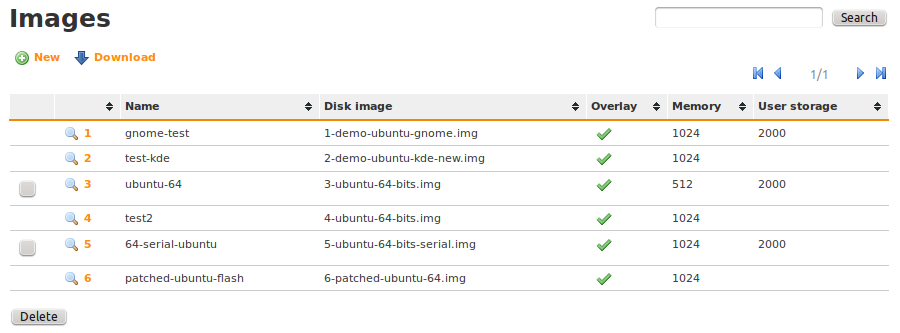 Images Search
New Download
1/1
Name Disk image Overlay Memory User storage
1 gnome-test 1-demo-ubuntu-gnome.img 1024 2000
2 test-kde 2-demo-ubuntu-kde-new.img 1024
3 ubuntu-64 3-ubuntu-64-bits.img 512 2000
4 test2 4-ubuntu-64-bits.img 1024
5 64-serial-ubuntu 5-ubuntu-64-bits-serial.img 1024 2000
6 patched-ubuntu-flash 6-patched-ubuntu-64.img 1024
Delete